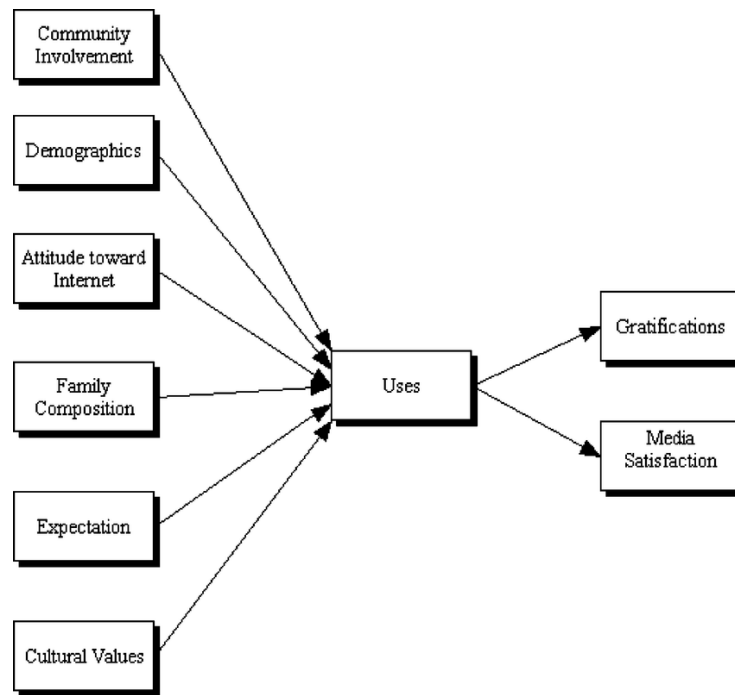 Community
Involvement
Demographics
Attitude toward
Internet
Family
Composition
Expectation
Cultural Values
Uses
Gratifications
Media
Satisfaction